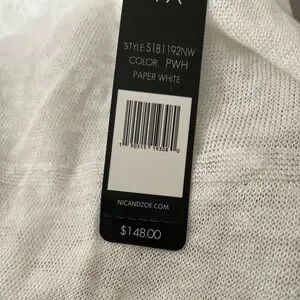 STYLE S181192NW
COLOR PWH
PAPER WHITE
NICANDZOE.COM
$148.00